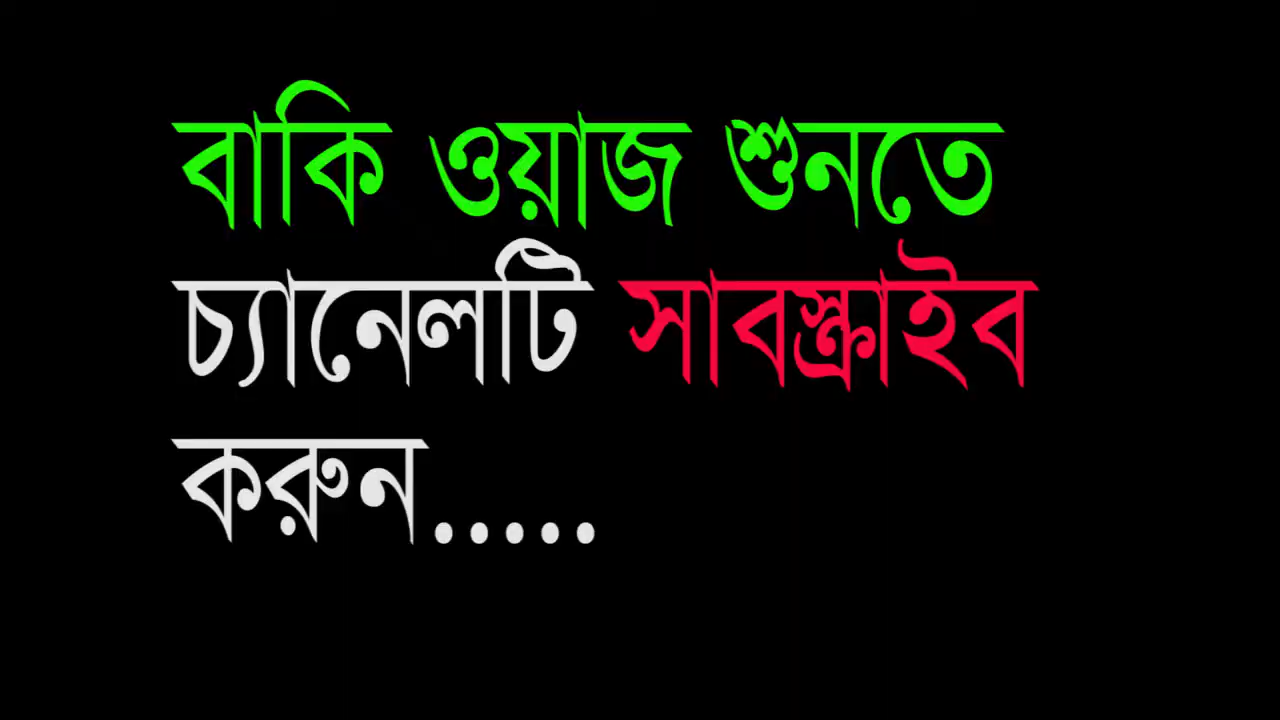 বাকি ওয়াজ শুনতে
চ্যানেলটি সাবস্ক্রাইব
করুন.....